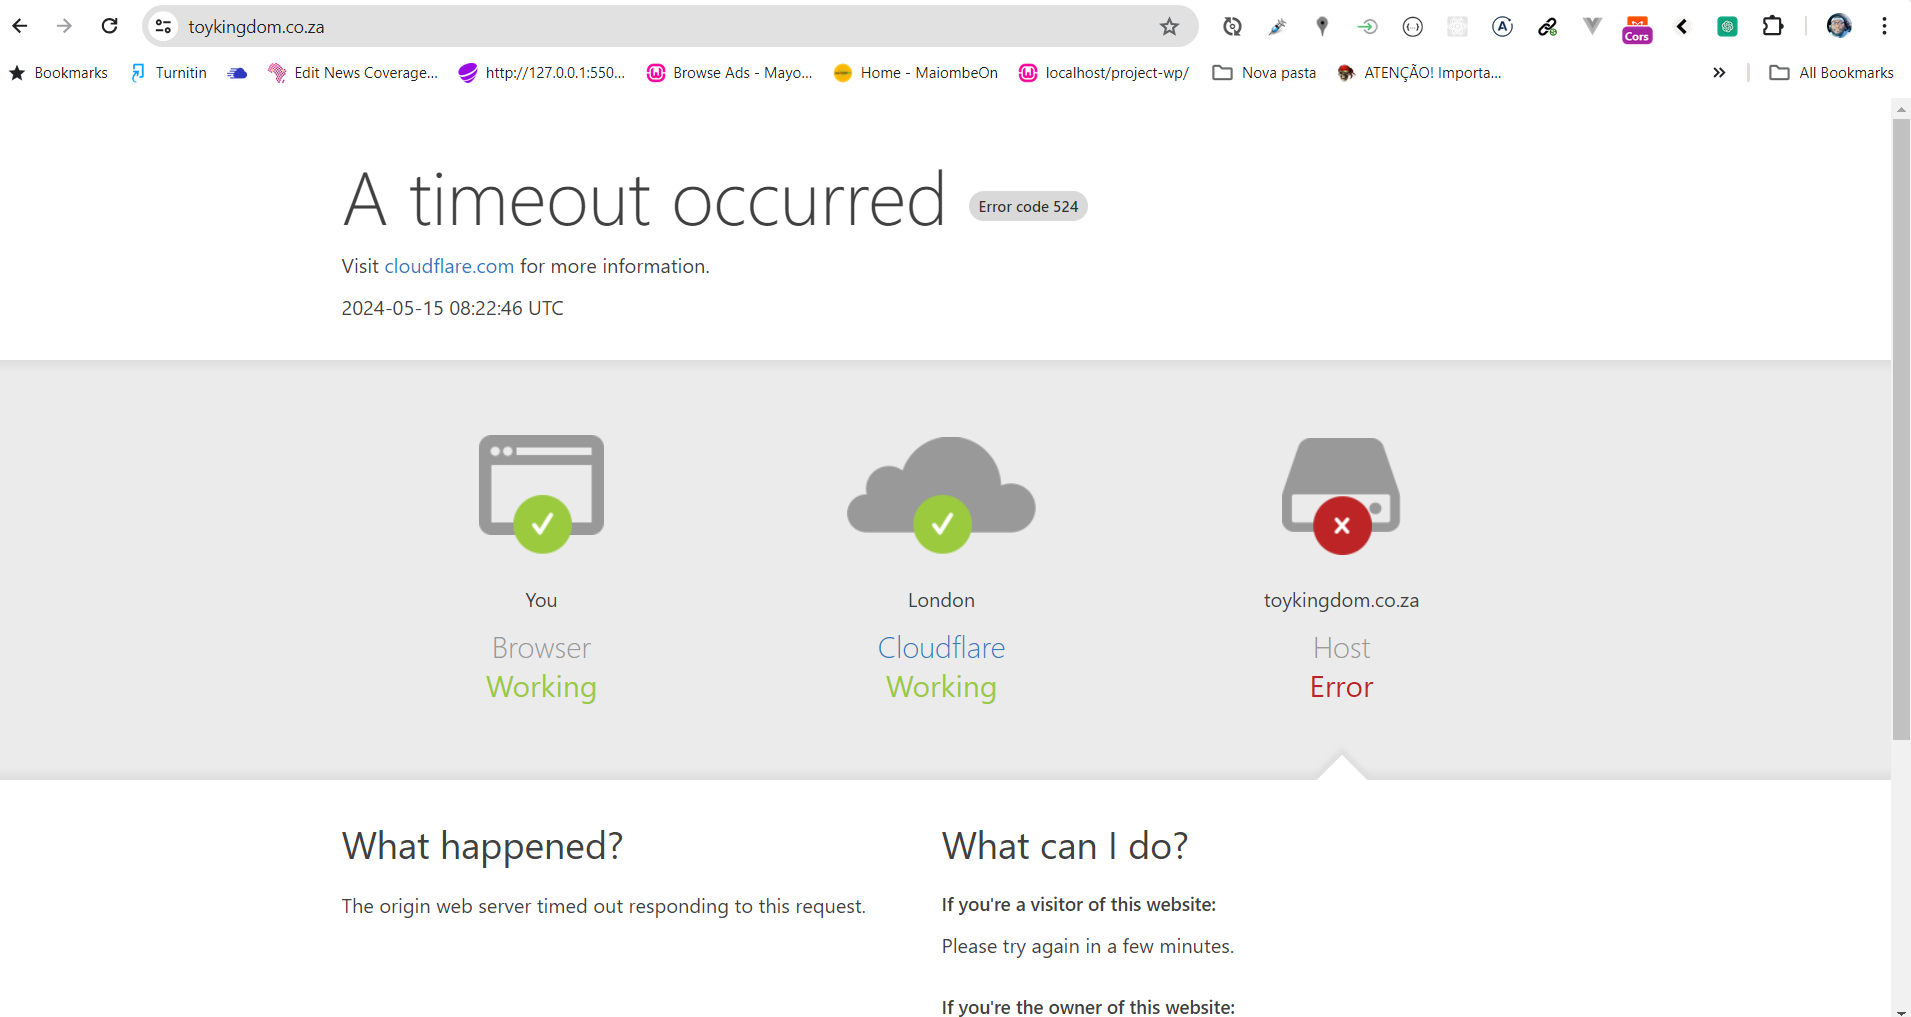 toykingdom.co.za
Cors
Bookmarks
Turnitin
Edit News Coverage...
http://127.0.0.1:550...
Browse Ads - Mayo...
Home - MaiombeOn
localhost/project-wp/
Nova pasta
ATENÇÃO! Importa...
All Bookmarks
A timeout occurred Error code 524
Visit cloudflare.com for more information.
2024-05-15 08:22:46 UTC
You
Browser
Working
London
Cloudflare
Working
toykingdom.co.za
Host
Error
What happened?
The origin web server timed out responding to this request.
What can I do?
If you're a visitor of this website:
Please try again in a few minutes.
If you're the owner of this website: